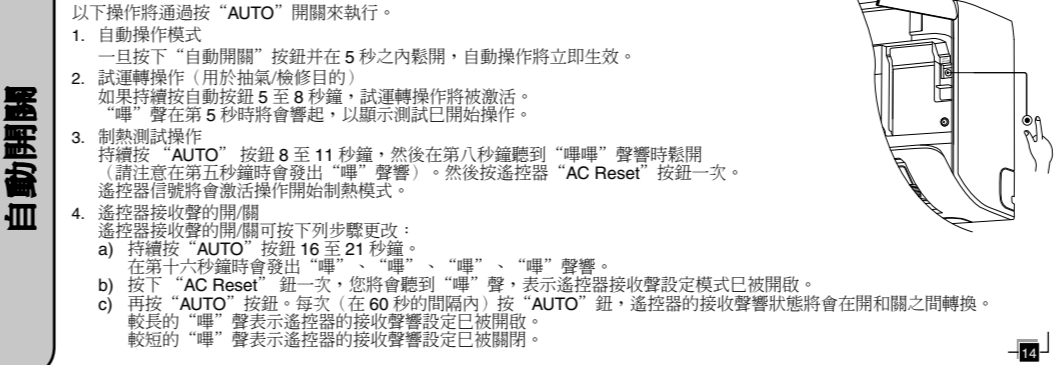 自動開關
以下操作將通過按“AUTO”開關來執行。
1. 自動操作模式
一旦按下“自動開關”按鈕并在 5 秒之內鬆開，自動操作將立即生效。
2. 試運轉操作（用於抽氣/檢修目的）
如果持續按自動按鈕 5 至 8 秒鐘，試運轉操作將被激活。
“嗶”聲在第 5 秒時將會響起，以顯示測試已開始操作。
3. 制熱測試操作
持續按 “AUTO” 按鈕 8 至 11 秒鐘，然後在第八秒鐘聽到“嗶嗶”聲響時鬆開
（請注意在第五秒鐘時會發出“嗶”聲響）。然後按遙控器“AC Reset”按鈕一次。
遙控器信號將會激活操作開始制熱模式。
4. 遙控器接收聲的開/關
遙控器接收聲的開/關可按下列步驟更改：
a) 持續按“AUTO”按鈕 16 至 21 秒鐘。
在第十六秒鐘時會發出“嗶”、“嗶”、“嗶”、“嗶”聲響。
b) 按下 “AC Reset” 鈕一次，您將會聽到“嗶”聲，表示遙控器接收聲設定模式已被開啟。
c) 再按“AUTO”按鈕。每次（在 60 秒的間隔內）按“AUTO”鈕，遙控器的接收聲響狀態將會在開和關之間轉換。
較長的“嗶”聲表示遙控器的接收聲響設定已被開啟。
較短的“嗶”聲表示遙控器的接收聲響設定已被關閉。
14